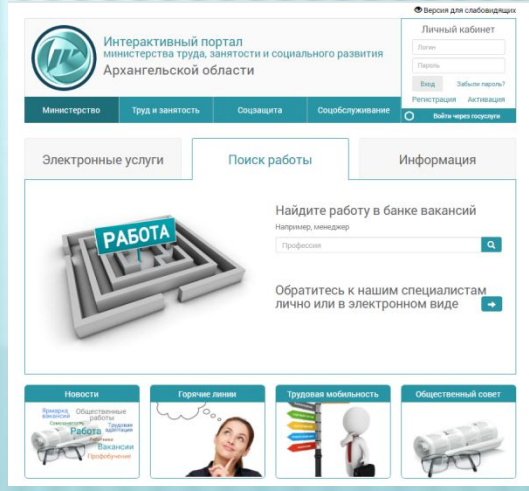 Версия для слабовидящих
Интерактивный портал
министерства труда, занятости и социального развития
Архангельской области
Личный кабинет
Логин
Пароль
Вход
Забыли пароль?
Регистрация
Активация
Войти через госуслуги
Министерство
Труд и занятость
Соцзащита
Соцобслуживание
Электронные услуги
Поиск работы
Информация
РАБОТА
Найдите работу в банке вакансий
Например, менеджер
Профессия
Обратитесь к нашим специалистам
лично или в электронном виде
Новости
Горячие линии
Трудовая мобильность
Общественный совет
Ярмарка
вакансий
Общественные
работы
Трудовая
адаптация
Работа
Вакансии
Профобучение